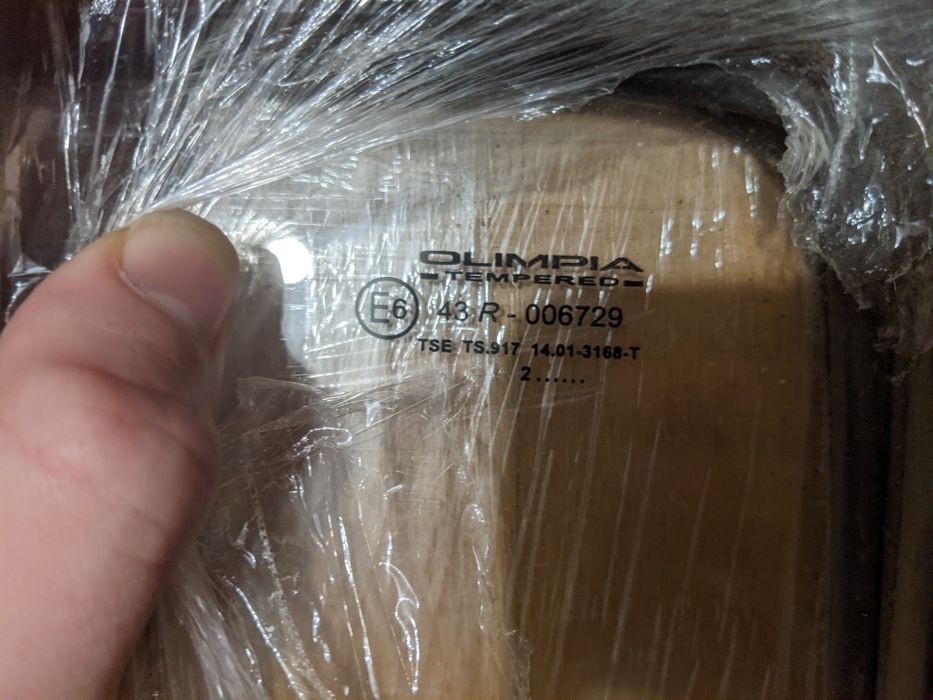 OLIMPIA
TEMPERED
E6 43 R - 006729
TSE TS.917 14.01-3168-T
2......